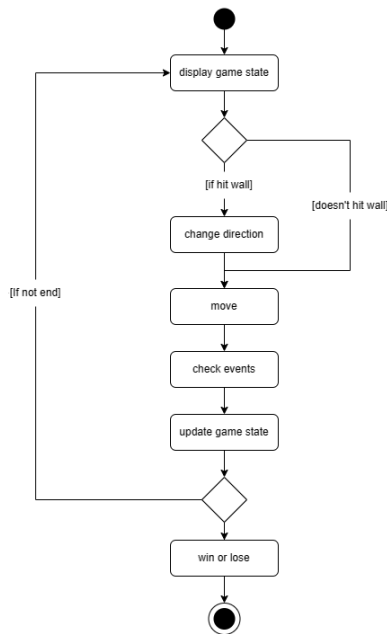 display game state
[if hit wall]
[doesn't hit wall]
change direction
[If not end]
move
check events
update game state
win or lose